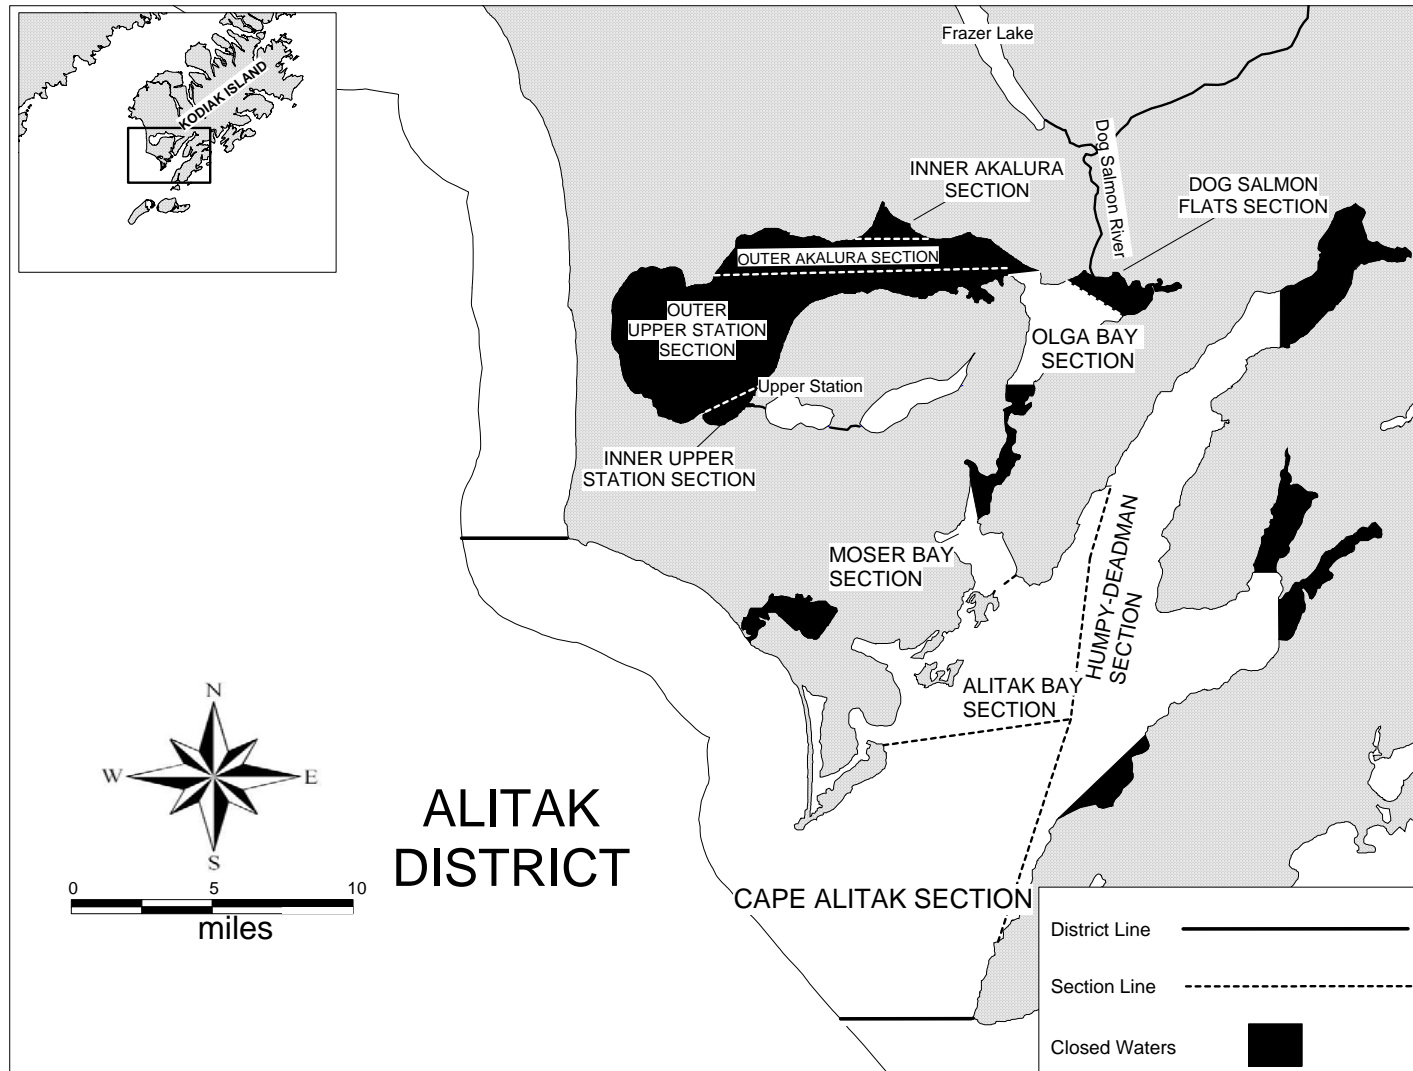 KODIAK ISLAND
Frazer Lake
Dog Salmon River
INNER AKALURA
SECTION
DOG SALMON
FLATS SECTION
OUTER AKALURA SECTION
OUTER
UPPER STATION
SECTION
OLGA BAY
SECTION
Upper Station
INNER UPPER
STATION SECTION
MOSER BAY
SECTION
HUMPY-DEADMAN
SECTION
ALITAK BAY
SECTION
N
W
E
S
ALITAK
DISTRICT
0 5 10
miles
CAPE ALITAK SECTION
District Line
Section Line
Closed Waters